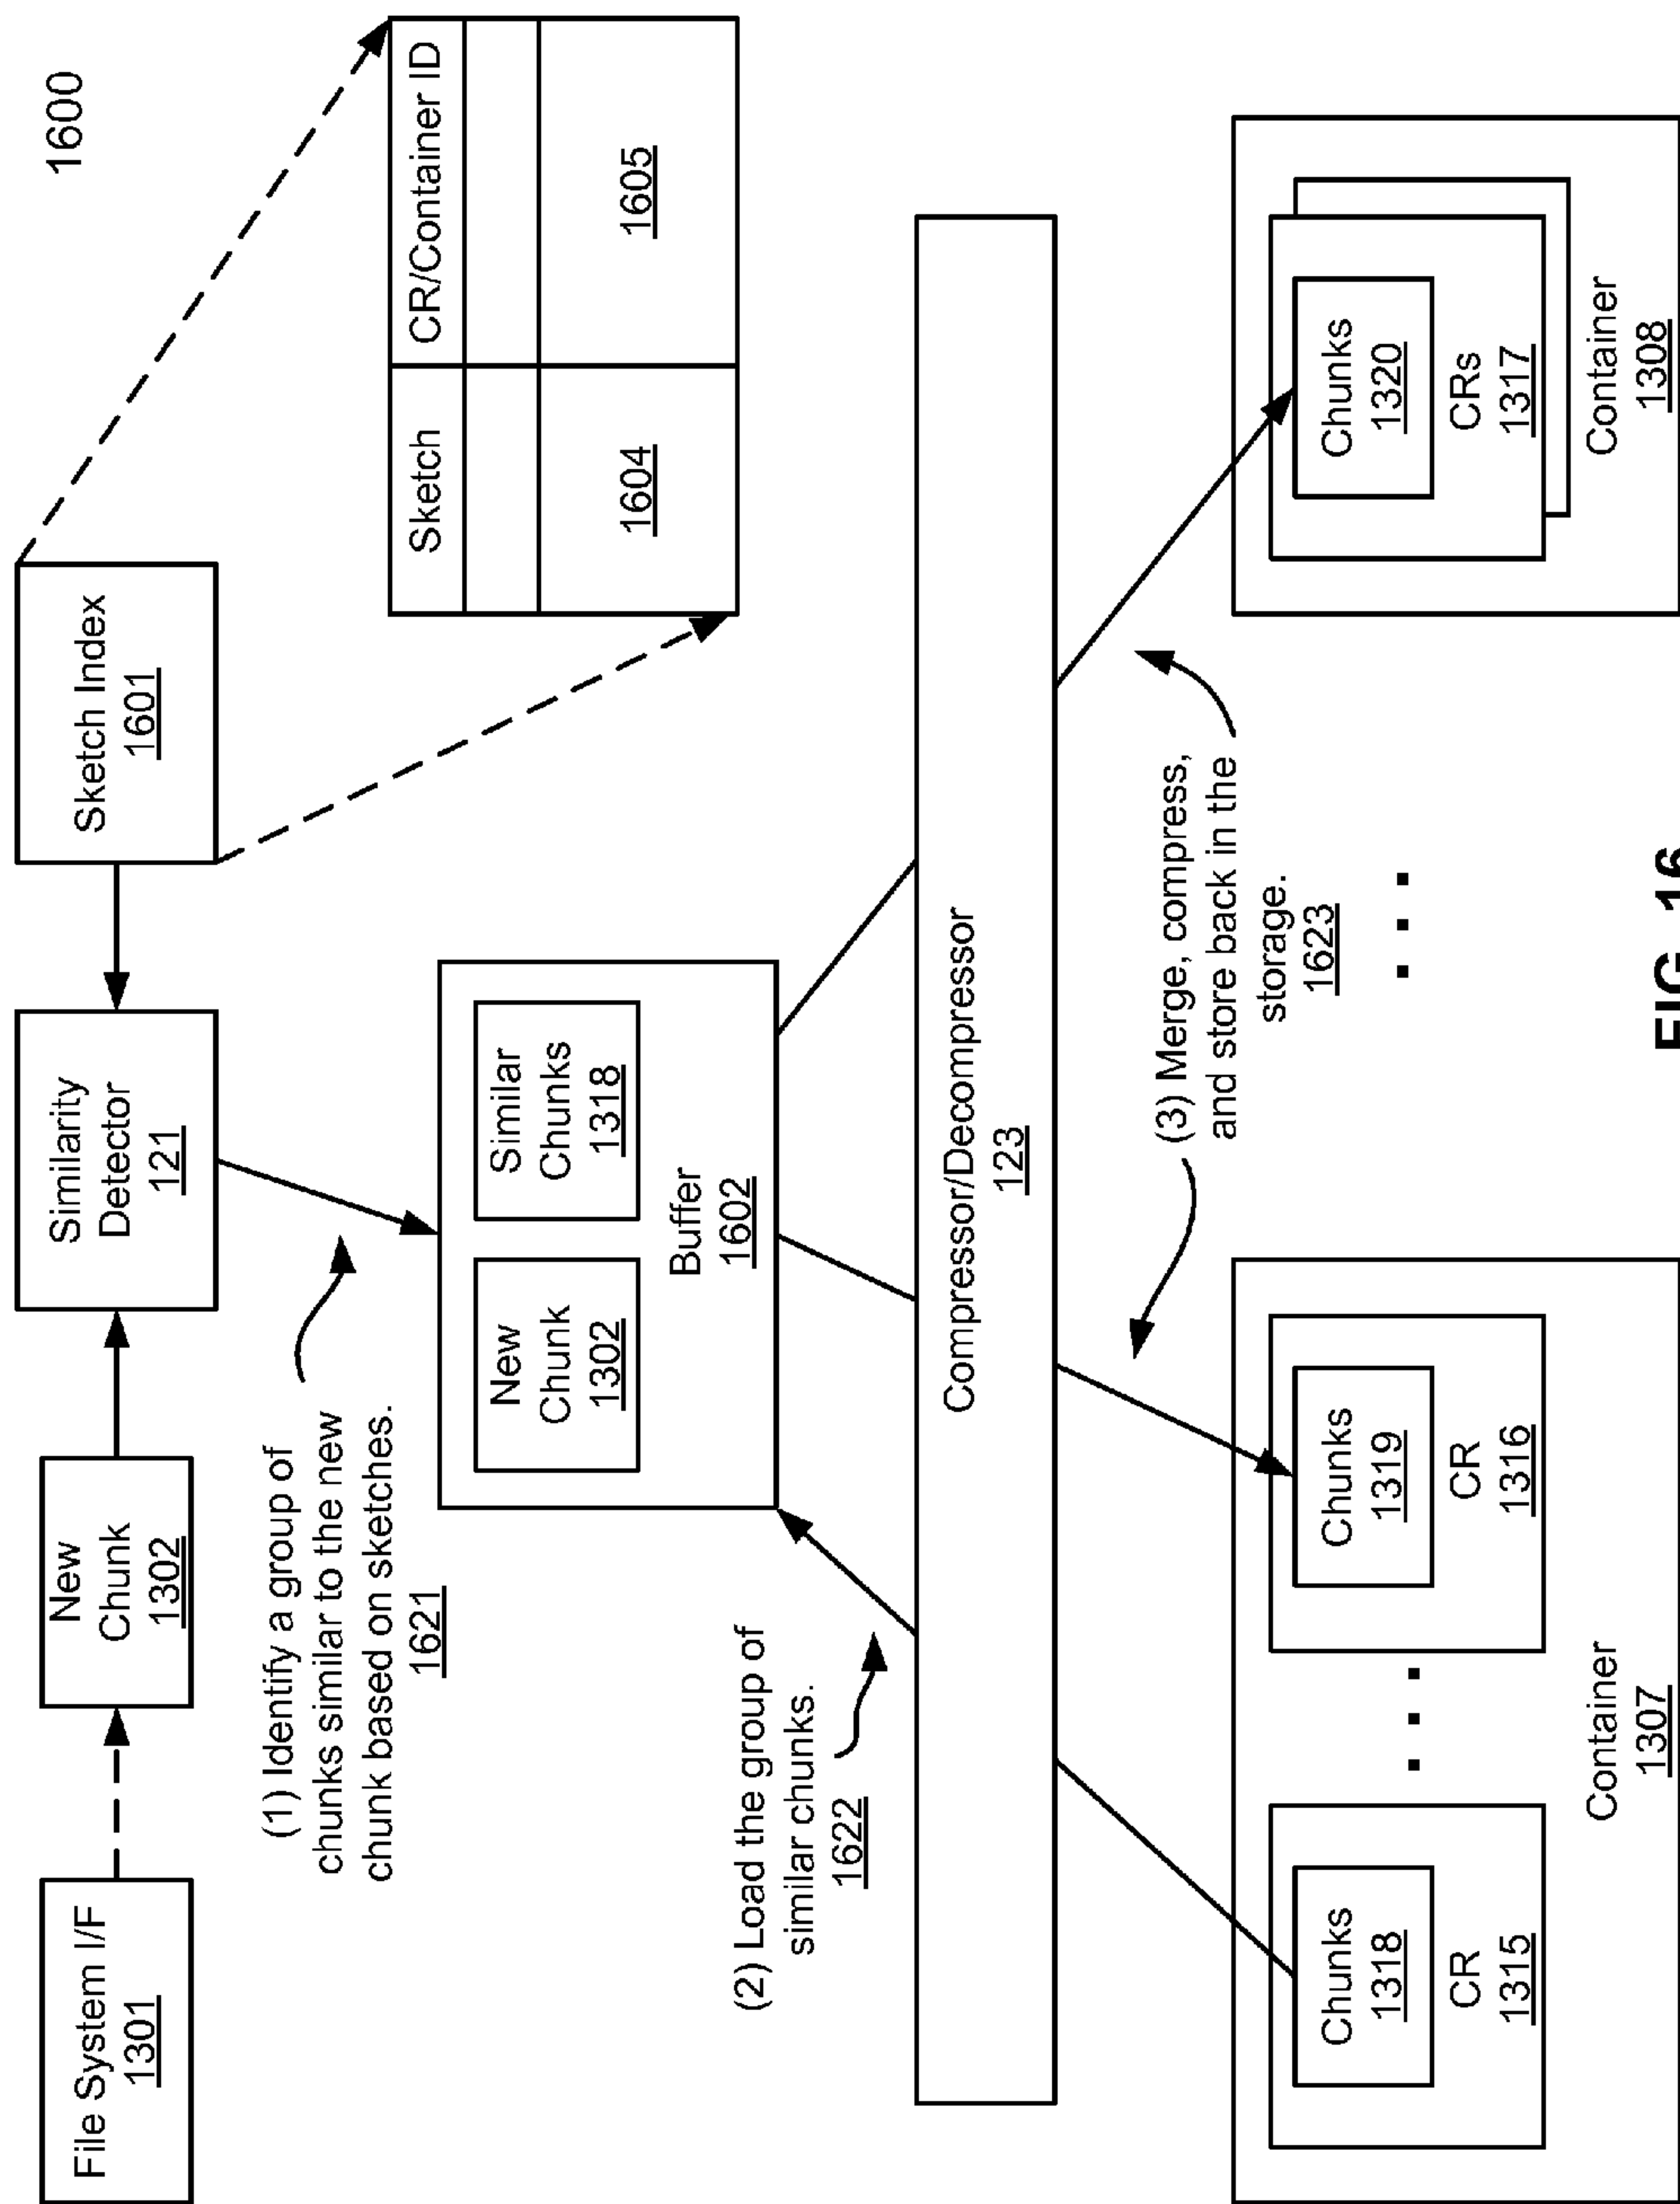 1600
File System I/F
1301
New
Chunk
1302
Similarity
Detector
121
Sketch Index
1601
(1) Identify a group of
chunks similar to the new
chunk based on sketches.
1621
Sketch
CR/Container ID
1604
1605
New
Chunk
1302
Similar
Chunks
1318
Buffer
1602
(2) Load the group of
similar chunks.
1622
Compressor/Decompressor
123
(3) Merge, compress,
and store back in the
storage.
1623
Chunks
1318
CR
1315
Chunks
1319
CR
1316
Container
1307
Chunks
1320
CRs
1317
Container
1308
FIG. 16